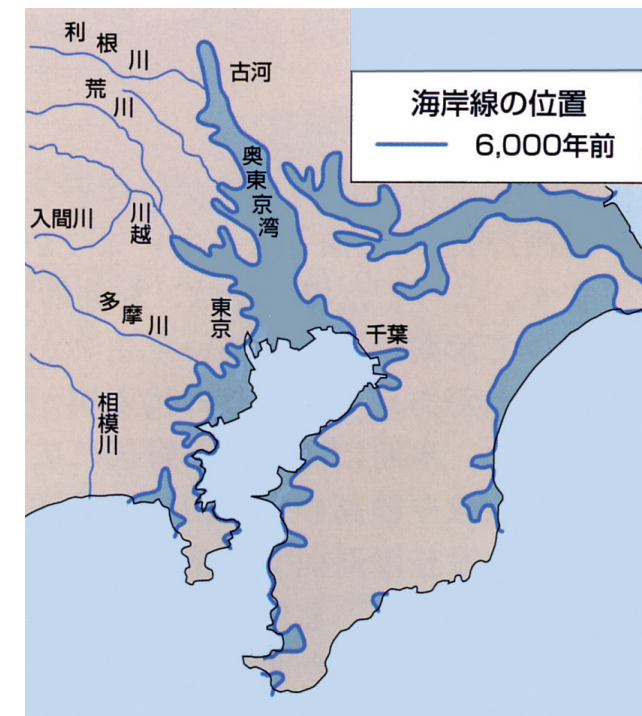 利根川
古河
荒川
海岸線の位置
6,000年前
奥東京湾
入間川
川越
東京
多摩川
千葉
相模川